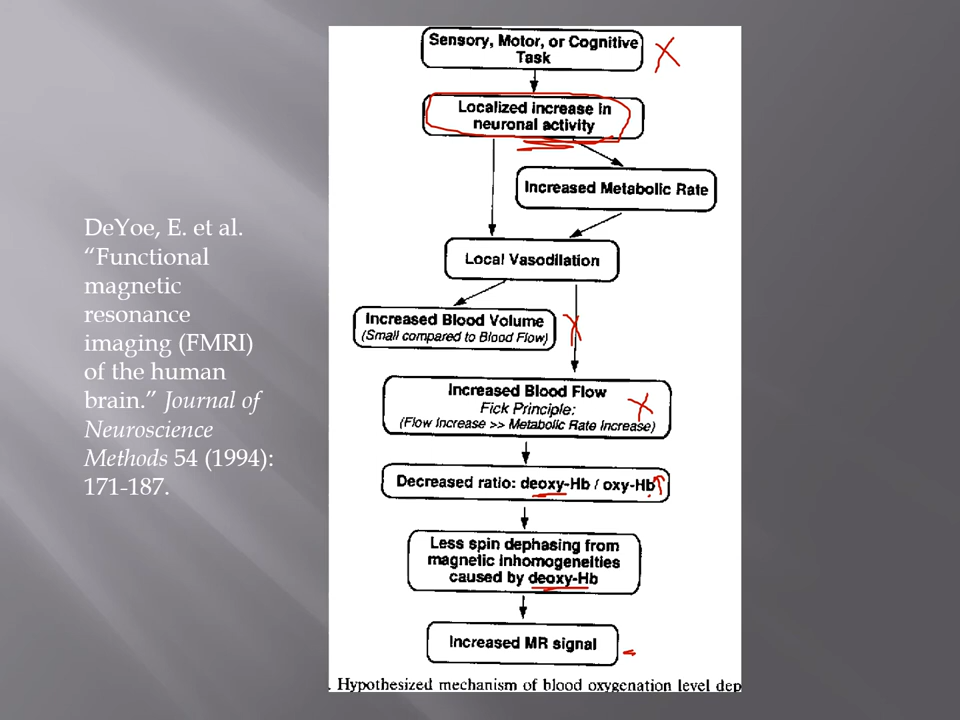 DeYoe, E. et al.
“Functional
magnetic
resonance
imaging (FMRI)
of the human
brain.” Journal of
Neuroscience
Methods 54 (1994):
171-187.
Sensory, Motor, or Cognitive
Task
Localized increase in
neuronal activity
Increased Metabolic Rate
Local Vasodilation
Increased Blood Volume
(Small compared to Blood Flow)
Increased Blood Flow
Fick Principle:
(Flow Increase >> Metabolic Rate Increase)
Decreased ratio: deoxy-Hb / oxy-Hb
Less spin dephasing from
magnetic inhomogeneities
caused by deoxy-Hb
Increased MR signal
. Hypothesized mechanism of blood oxygenation level dep